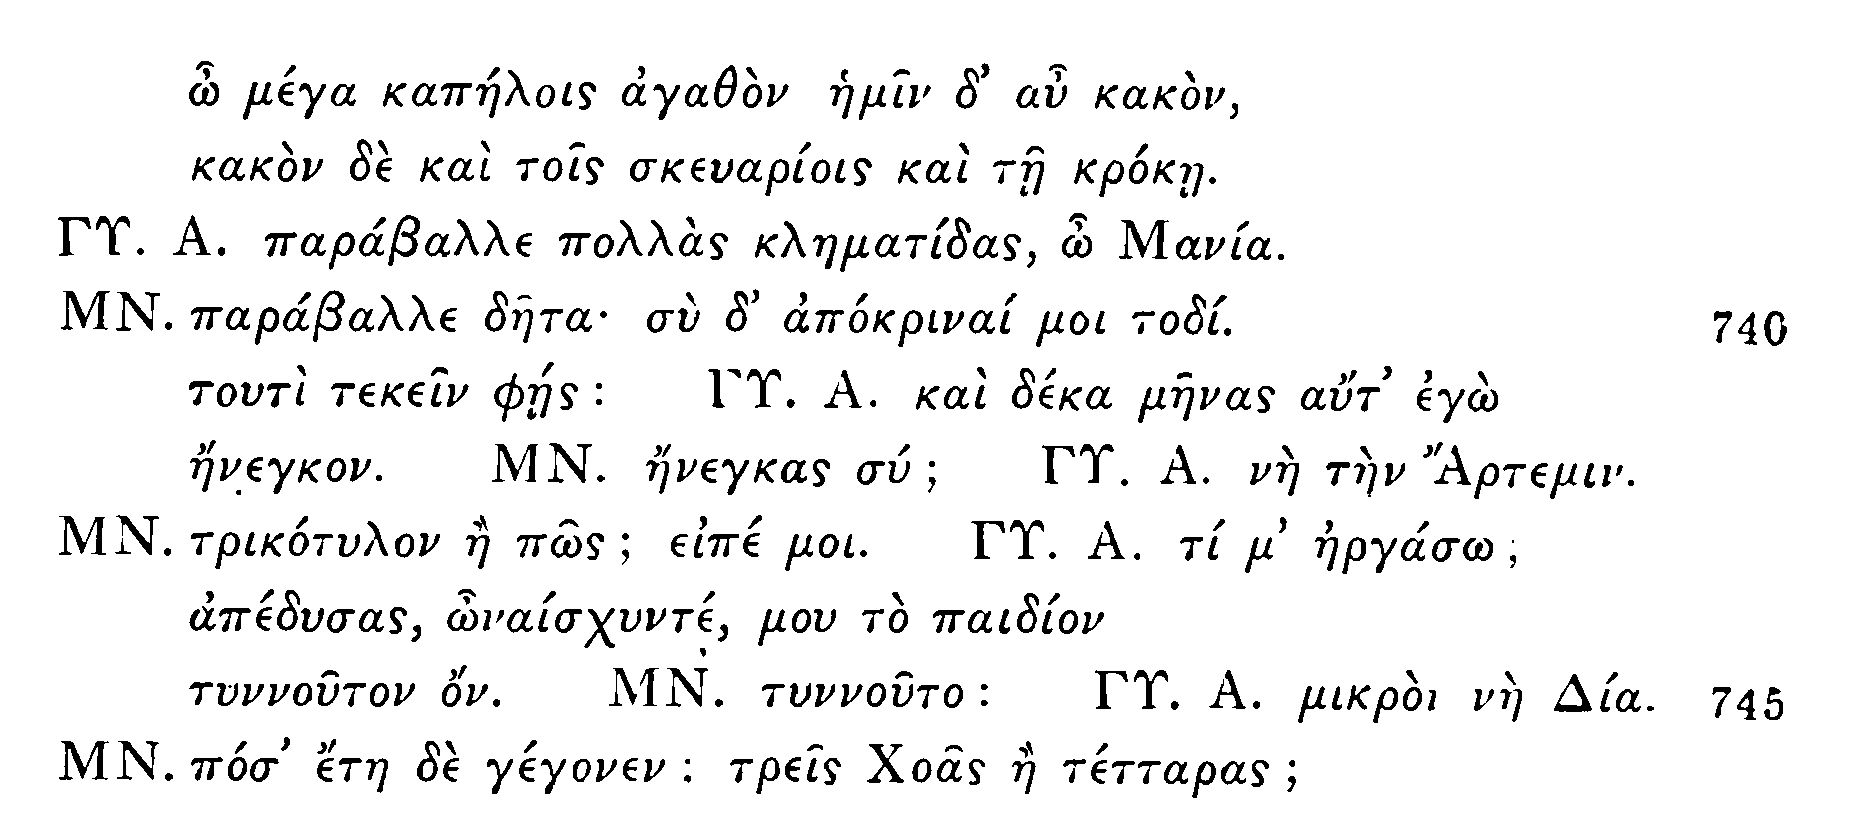 ὦ μέγα καπήλοις ἀγαθὸν ἡμῖν δ’ αὖ κακὸν,
κακὸν δὲ καὶ τοῖς σκευαρίοις καὶ τῇ κρόκῃ.
ΓΥ. Α. παράβαλλε πολλὰς κληματίδας, ὦ Μανία.
ΜΝ. παράβαλλε δῆτα· σὺ δ’ ἀπόκριναί μοι τοδί. 740
τουτὶ τεκεῖν φῄς; ΓΥ. Α. καὶ δέκα μῆνας αὔτ’ ἐγὼ
ἤνεγκον. ΜΝ. ἤνεγκας σύ; ΓΥ. Α. νὴ τὴν Ἄρτεμιν.
ΜΝ. τρικότυλον ἢ πῶς; εἰπέ μοι. ΓΥ. Α. τί μ’ ἠργάσω;
ἀπέδυσας, ὦναίσχυντέ, μου τὸ παιδίον
τυννοῦτον ὄν. ΜΝ. τυννοῦτο; ΓΥ. Α. μικρὸν νὴ Δία. 745
ΜΝ. πόσ’ ἔτη δὲ γέγονεν; τρεῖς Χοᾶς ἢ τέτταρας;